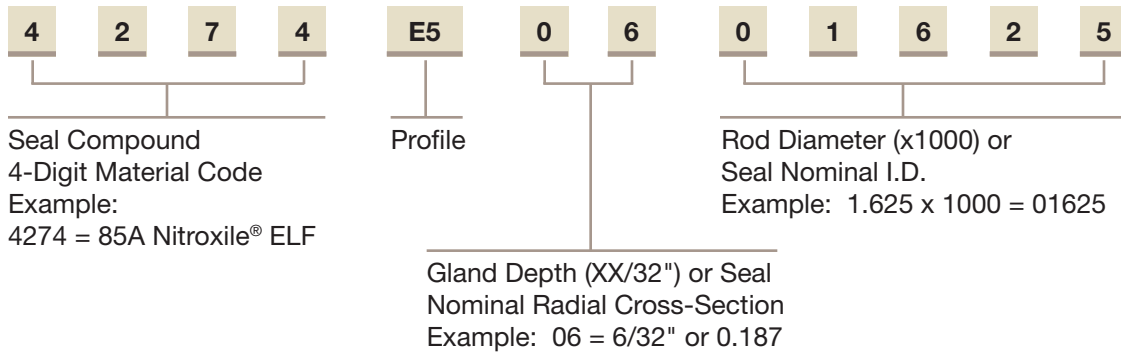 4 2 7 4 E5 0 6 0 1 6 2 5
Seal Compound
4-Digit Material Code
Example:
4274 = 85A Nitroxile® ELF
Profile
Rod Diameter (x1000) or
Seal Nominal I.D.
Example: 1.625 x 1000 = 01625
Gland Depth (XX/32") or Seal
Nominal Radial Cross-Section
Example: 06 = 6/32" or 0.187